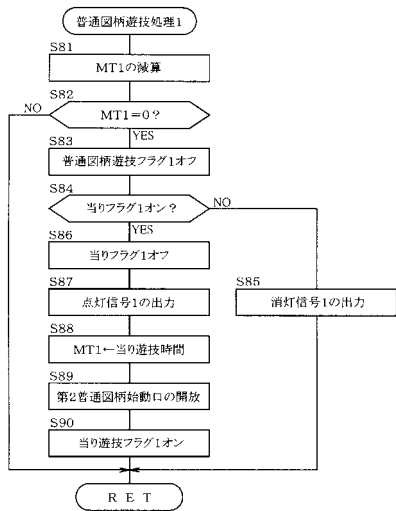 普通図柄遊技処理1
S81
MT1の減算
S82
NO
MT1=0?
YES
S83
普通図柄遊技フラグ1オフ
S84
当りフラグ1オン?
NO
YES
S86
当りフラグ1オフ
S87
点灯信号1の出力
S85
消灯信号1の出力
S88
MT1←当り遊技時間
S89
第2普通図柄始動口の開放
S90
当り遊技フラグ1オン
RET